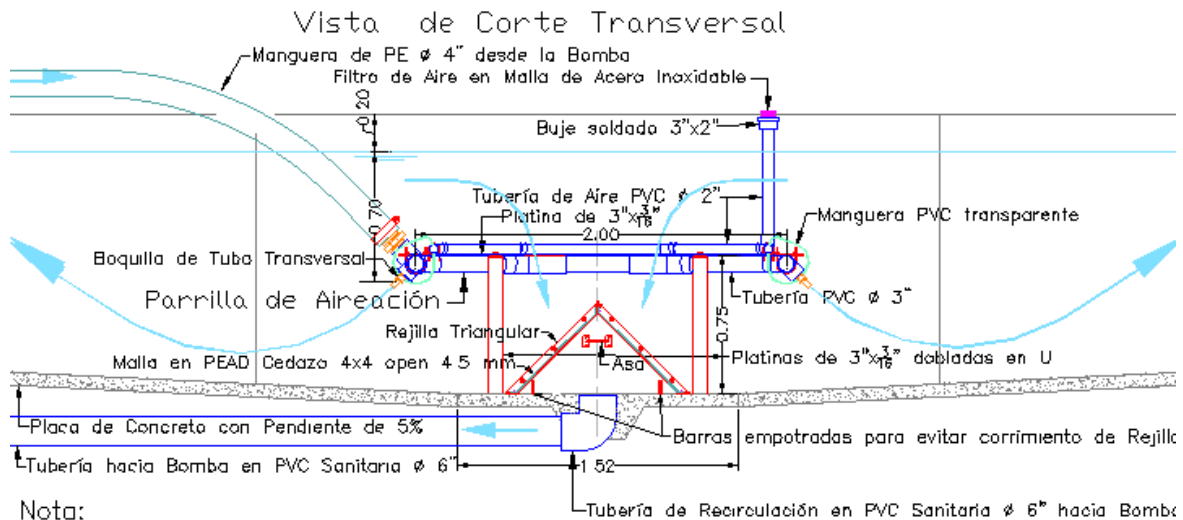 Vista de Corte Transversal
Manguera de PE ø 4" desde la Bomba
Filtro de Aire en Malla de Acero Inoxidable
0.20
Buje soldado 3"x2"
Tubería de Aire PVC ø 2"
Platina de 3"x3/16"
0.70
2.00
Manguera PVC transparente
Boquilla de Tubo Transversal
Parrilla de Aireación
Tubería PVC ø 3"
0.75
Rejilla Triangular
Malla en PEAD Cedazo 4x4 open 4.5 mm
Asa
Platinas de 3"x3/16" dobladas en U
Placa de Concreto con Pendiente de 5%
Barras empotradas para evitar corrimiento de Rejilla
Tubería hacia Bomba en PVC Sanitaria ø 6"
1.52
Nota:
Tubería de Recirculación en PVC Sanitaria ø 6" hacia Bomba